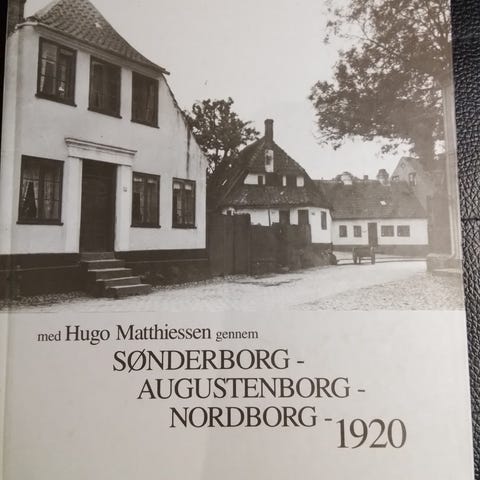 med Hugo Matthiessen gennem
SØNDERBORG -
AUGUSTENBORG -
NORDBORG -
1920